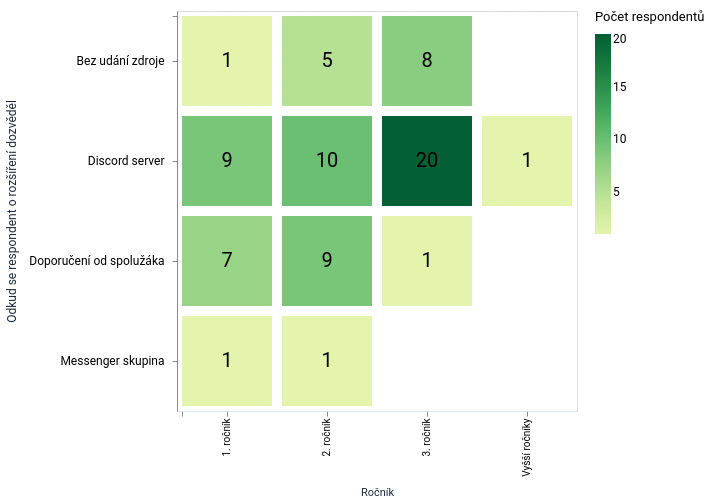 Počet respondentů
20
15
10
5
Odkud se respondent o rozšíření dozvěděl
Bez udání zdroje
1
5
8
Discord server
9
10
20
1
Doporučení od spolužáka
7
9
1
Messenger skupina
1
1
1. ročník
2. ročník
3. ročník
Vyšší ročníky
Ročník